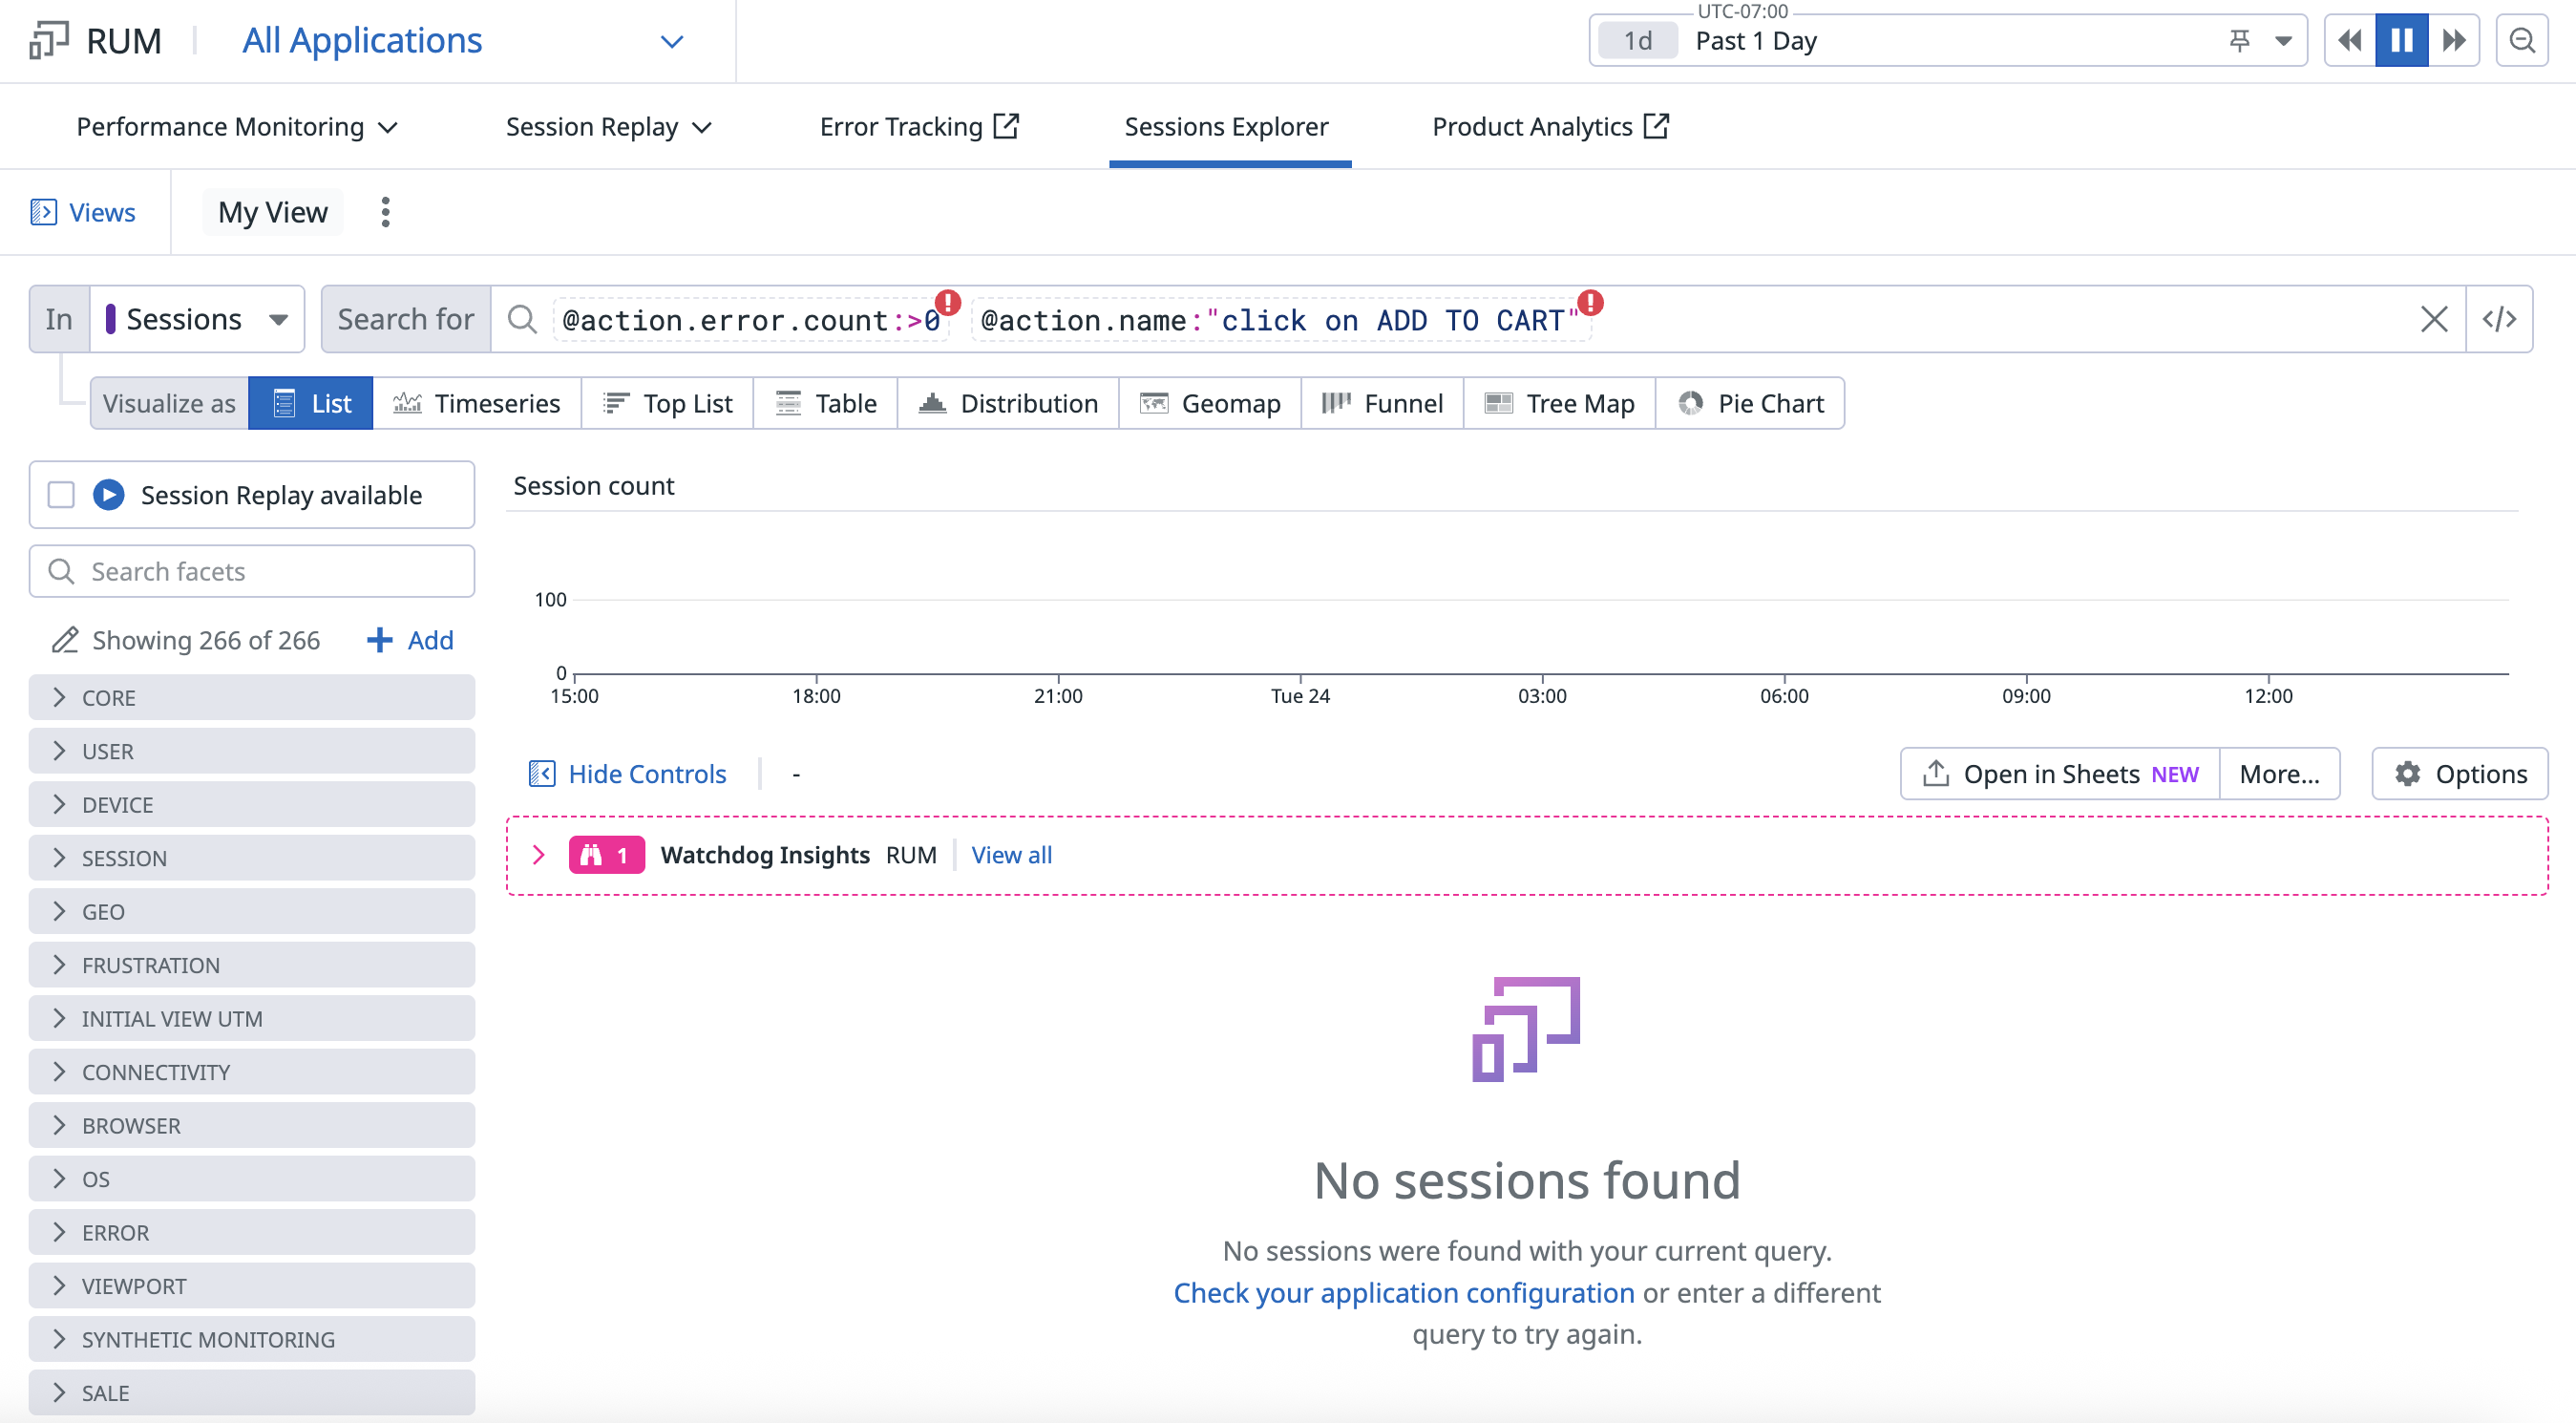 RUM
All Applications
UTC-07:00
1d Past 1 Day
Performance Monitoring
Session Replay
Error Tracking
Sessions Explorer
Product Analytics
Views
My View
In
Sessions
Search for
@action.error.count:>0 @action.name:"click on ADD TO CART"
</>
Visualize as
List
Timeseries
Top List
Table
Distribution
Geomap
Funnel
Tree Map
Pie Chart
Session Replay available
Search facets
Showing 266 of 266
+ Add
CORE
USER
DEVICE
SESSION
GEO
FRUSTRATION
INITIAL VIEW UTM
CONNECTIVITY
BROWSER
OS
ERROR
VIEWPORT
SYNTHETIC MONITORING
SALE
Session count
100
0
15:00 18:00 21:00 Tue 24 03:00 06:00 09:00 12:00
Hide Controls
-
Open in Sheets NEW
More...
Options
1 Watchdog Insights RUM View all
No sessions found
No sessions were found with your current query.
Check your application configuration or enter a different
query to try again.